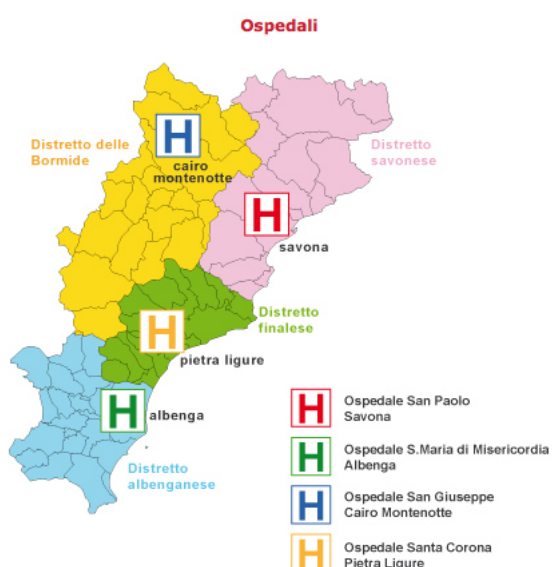 Ospedali
Distretto delle
Bormide
H
cairo
montenotte
Distretto
savonese
H
savona
Distretto
finalese
H
pietra ligure
H
albenga
Distretto
albenganese
H
Ospedale San Paolo
Savona
H
Ospedale S.Maria di Misericordia
Albenga
H
Ospedale San Giuseppe
Cairo Montenotte
H
Ospedale Santa Corona
Pietra Ligure